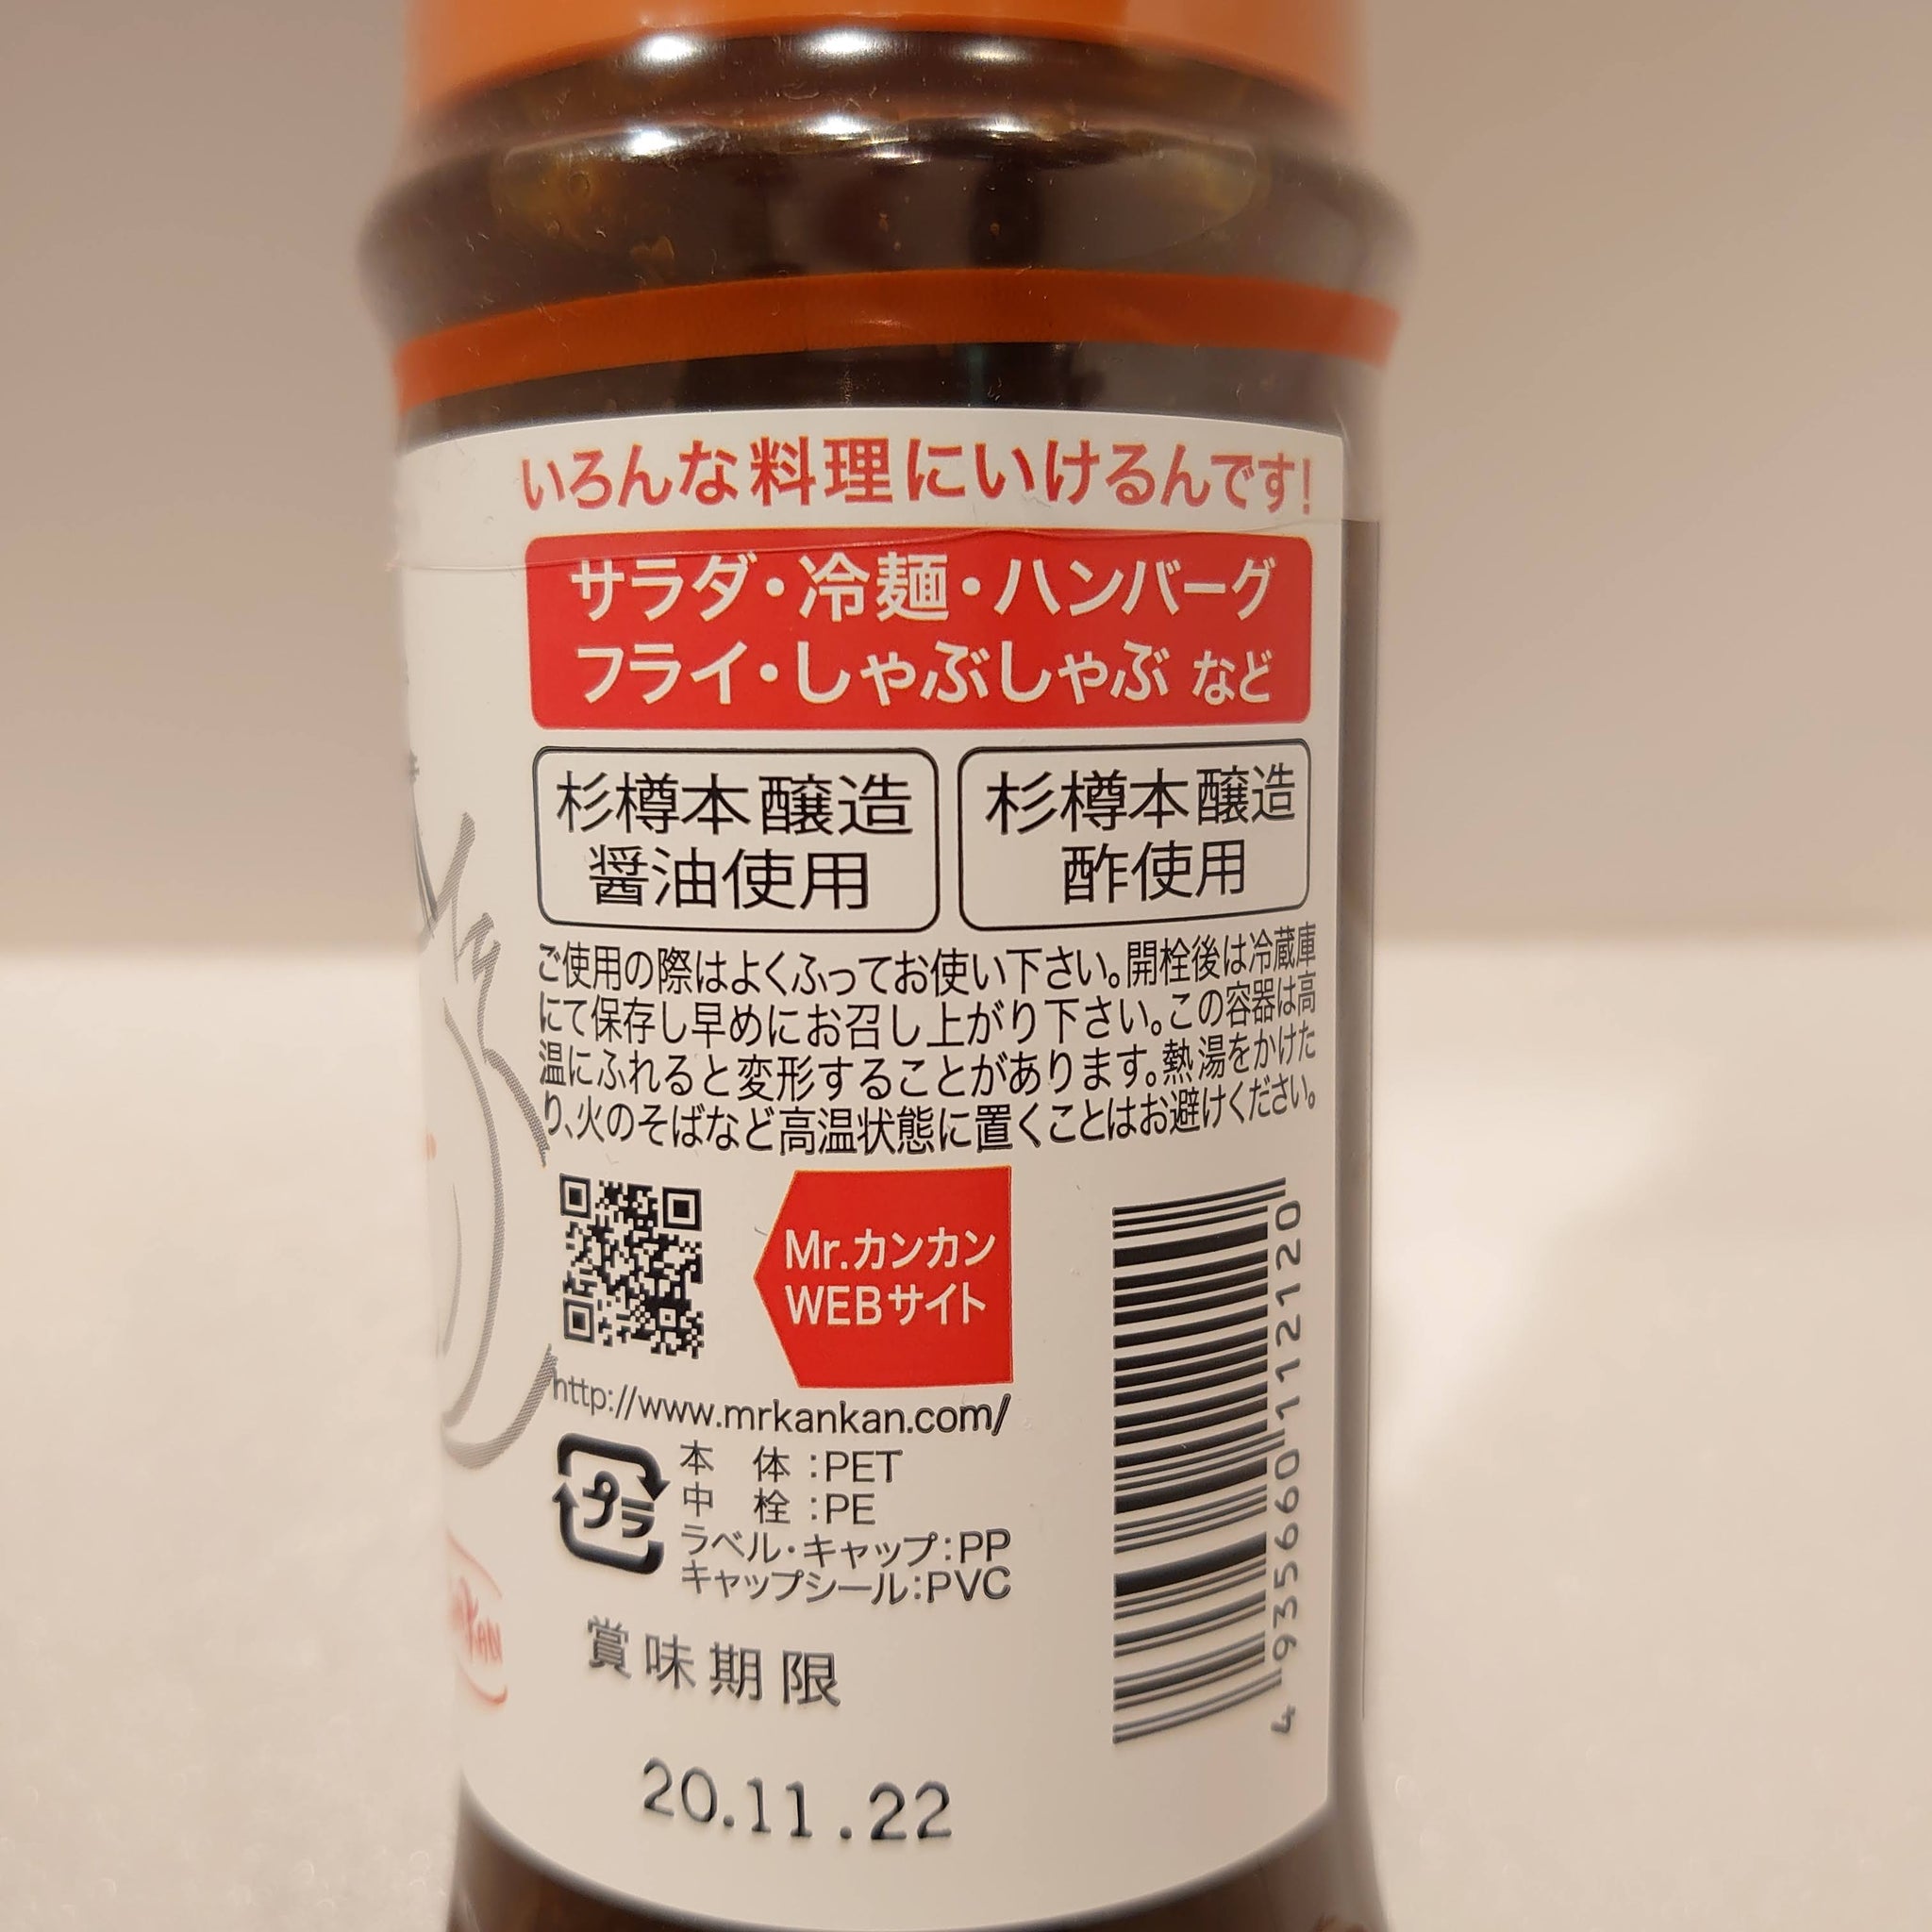 いろんな料理にいけるんです!
サラダ・冷麺・ハンバーグ
フライ・しゃぶしゃぶ など
杉樽本醸造
醤油使用
杉樽本醸造
酢使用
ご使用の際はよくふってお使い下さい。開栓後は冷蔵庫
にて保存し早めにお召し上がり下さい。この容器は高
温にふれると変形することがあります。熱湯をかけた
り、火のそばなど高温状態に置くことはお避けください。
Mr.カンカン
WEBサイト
http://www.mrkankan.com/
プラ
本 体:PET
中 栓:PE
ラベル・キャップ:PP
キャップシール:PVC
賞味期限
20.11.22
4 935660 112120